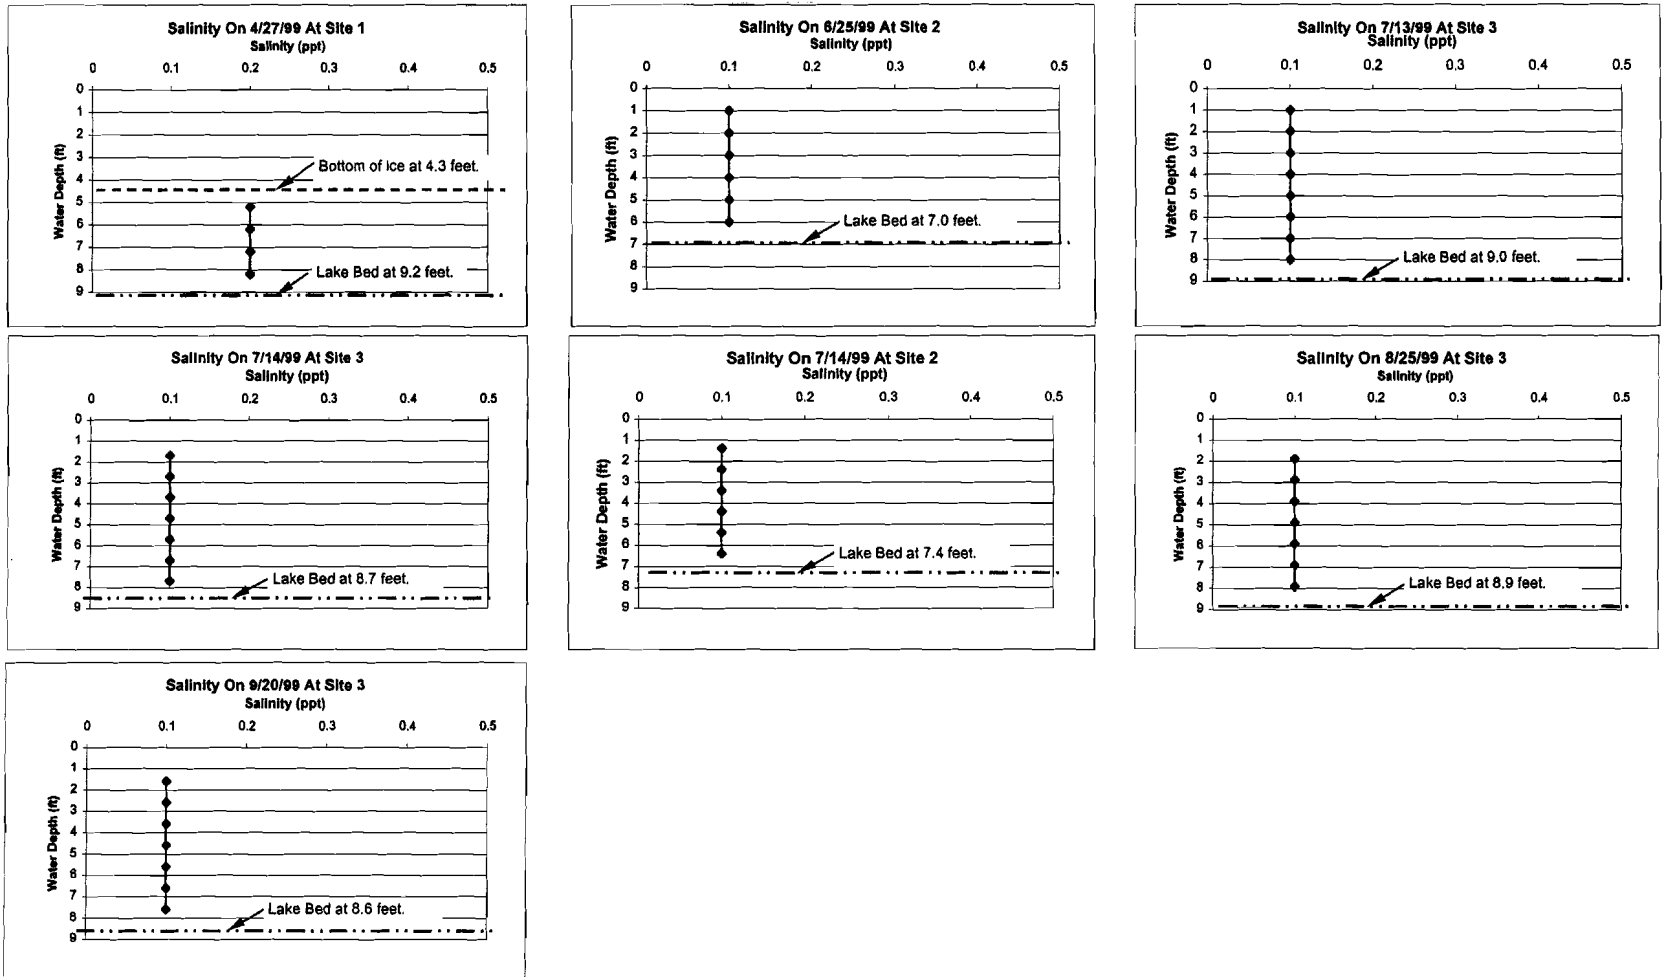 Salinity On 4/27/99 At Site 1
Salinity (ppt)
0 0.1 0.2 0.3 0.4 0.5
0
1
2
3
4
5
6
7
8
9
Water Depth (ft)
Bottom of ice at 4.3 feet.
Lake Bed at 9.2 feet.
Salinity On 6/25/99 At Site 2
Salinity (ppt)
0 0.1 0.2 0.3 0.4 0.5
0
1
2
3
4
5
6
7
8
9
Water Depth (ft)
Lake Bed at 7.0 feet.
Salinity On 7/13/99 At Site 3
Salinity (ppt)
0 0.1 0.2 0.3 0.4 0.5
0
1
2
3
4
5
6
7
8
9
Water Depth (ft)
Lake Bed at 9.0 feet.
Salinity On 7/14/99 At Site 3
Salinity (ppt)
0 0.1 0.2 0.3 0.4 0.5
0
1
2
3
4
5
6
7
8
9
Water Depth (ft)
Lake Bed at 8.7 feet.
Salinity On 7/14/99 At Site 2
Salinity (ppt)
0 0.1 0.2 0.3 0.4 0.5
0
1
2
3
4
5
6
7
8
9
Water Depth (ft)
Lake Bed at 7.4 feet.
Salinity On 8/25/99 At Site 3
Salinity (ppt)
0 0.1 0.2 0.3 0.4 0.5
0
1
2
3
4
5
6
7
8
9
Water Depth (ft)
Lake Bed at 8.9 feet.
Salinity On 9/20/99 At Site 3
Salinity (ppt)
0 0.1 0.2 0.3 0.4 0.5
0
1
2
3
4
5
6
7
8
9
Water Depth (ft)
Lake Bed at 8.6 feet.